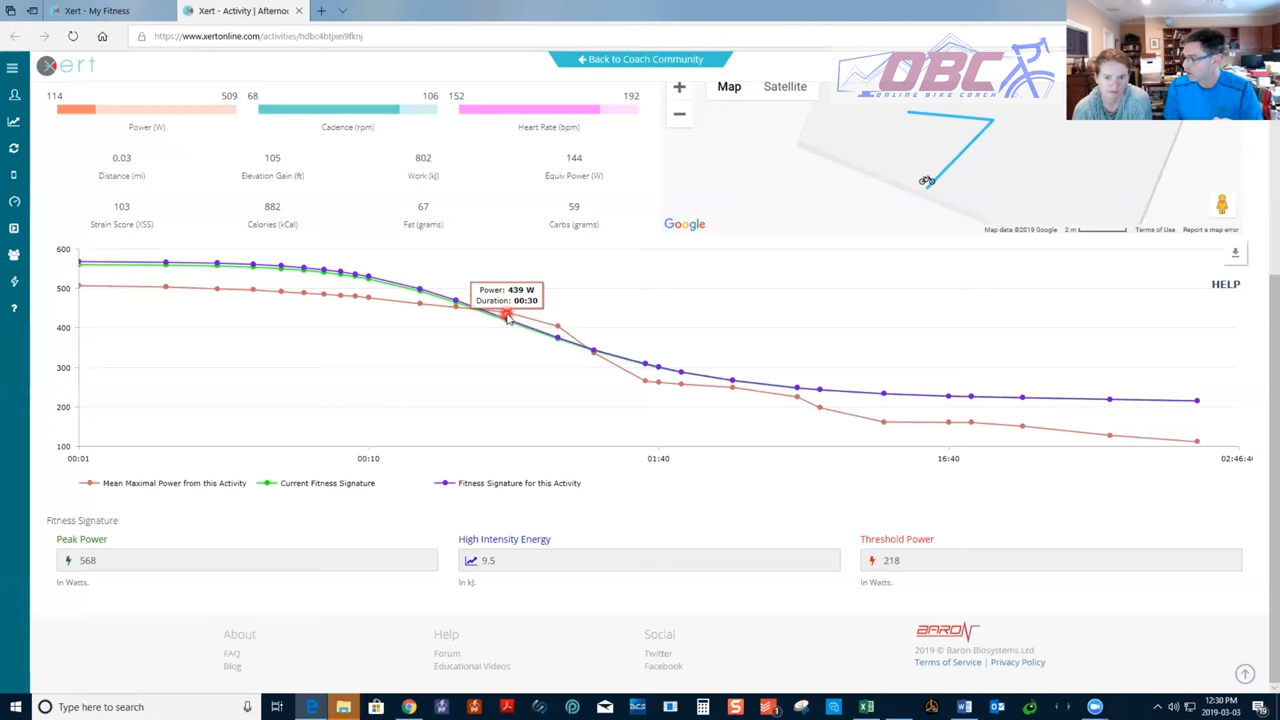 Xert - My Fitness
Xert - Activity | Afternoo
https://www.xertonline.com/activities/hdbc4btjxei9fknj
xert
Back to Coach Community
OBC
ONLINE BIKE COACH
114 509 152 192
68 106
Power (W) Cadence (rpm) Heart Rate (bpm)
0.03 105 802 144
Distance (mi) Elevation Gain (ft) Work (kJ) Equiv Power (W)
103 882 67 59
Strain Score (XSS) Calories (kCal) Fat (grams) Carbs (grams)
Map Satellite
Google
Map data ©2019 Google 2 m Terms of Use Report a map error
HELP
600
500
400
300
200
100
Power: 439 W
Duration: 00:30
00:01 00:10 01:40 16:40 02:46:40
Mean Maximal Power from this Activity Current Fitness Signature Fitness Signature for this Activity
Fitness Signature
Peak Power High Intensity Energy Threshold Power
568 9.5 218
In Watts. In kJ. In Watts.
About Help Social
FAQ Forum Twitter
Blog Educational Videos Facebook
BARON
2019 © Baron Biosystems Ltd
Terms of Service | Privacy Policy
Type here to search
12:30 PM
2019-03-03